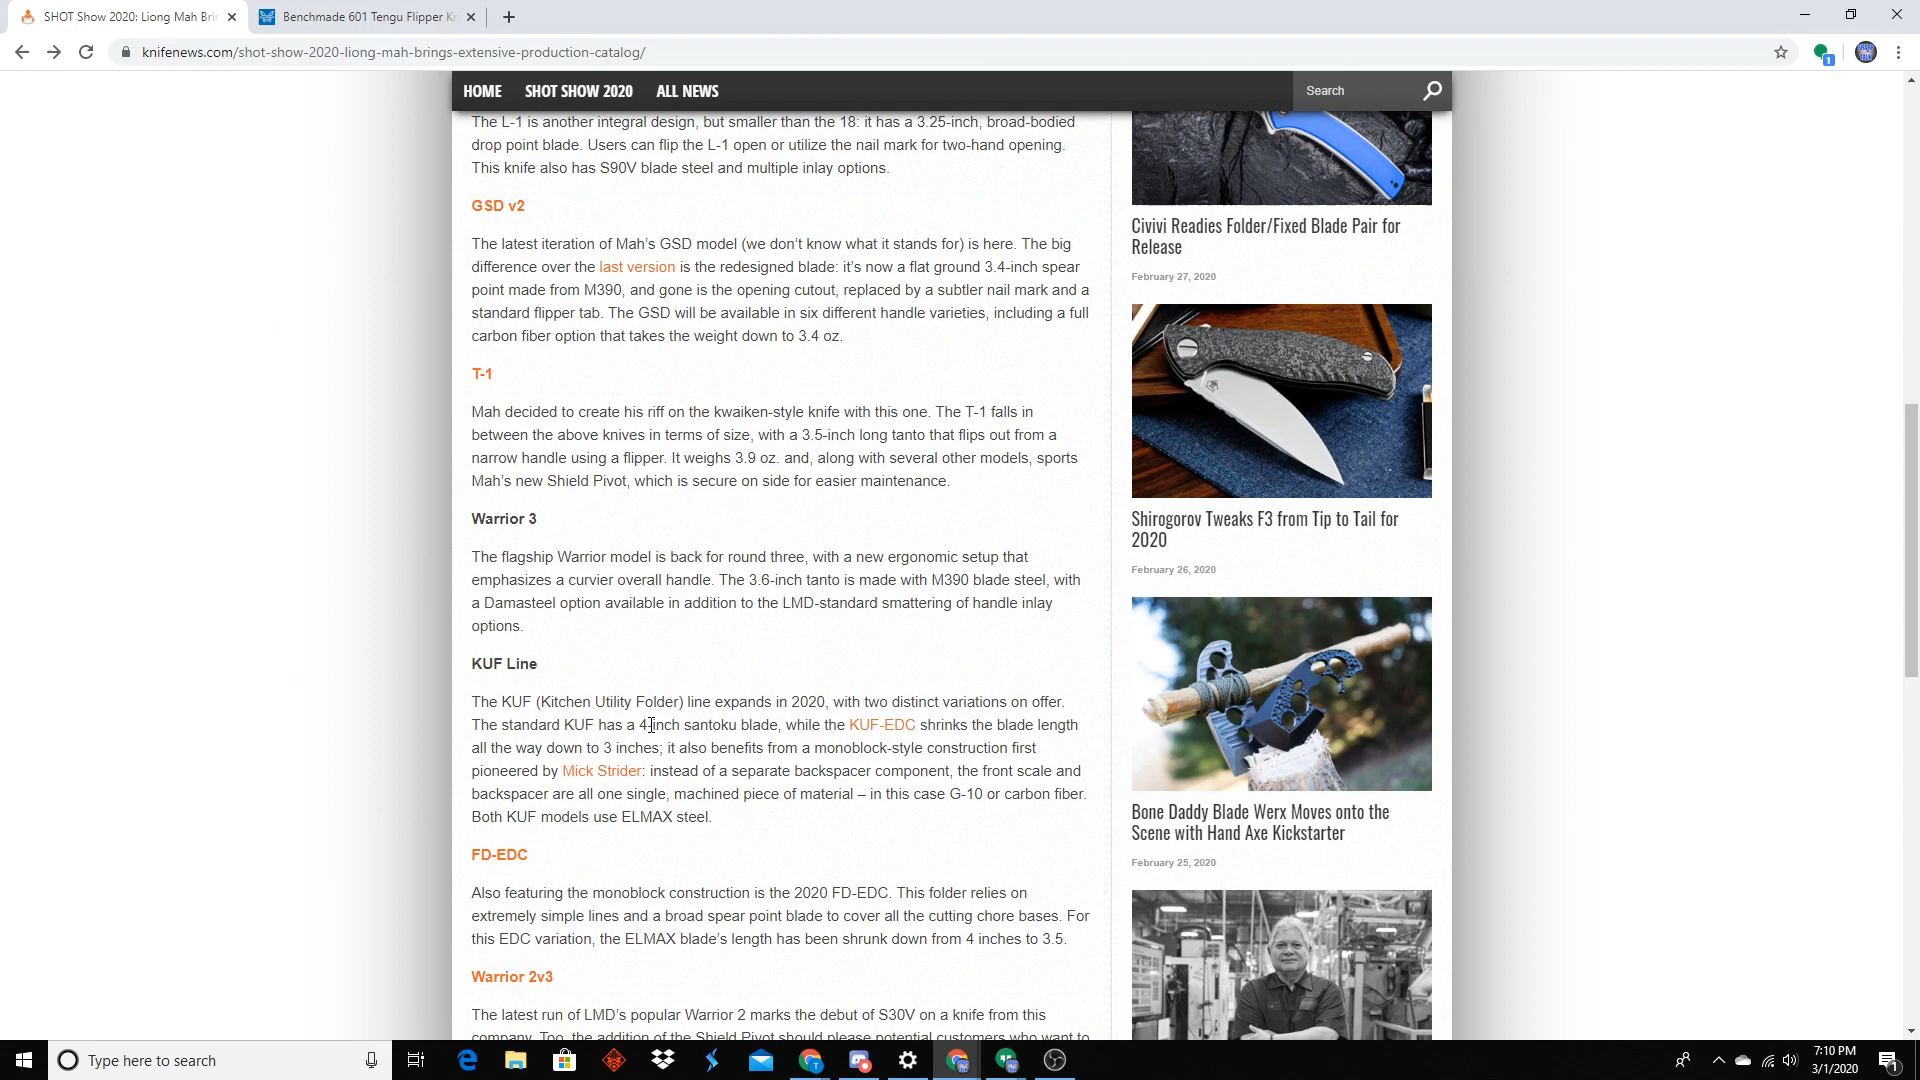 SHOT Show 2020: Liong Mah Brin
Benchmade 601 Tengu Flipper Kn
knifenews.com/shot-show-2020-liong-mah-brings-extensive-production-catalog/
1
HOME SHOT SHOW 2020 ALL NEWS Search
The L-1 is another integral design, but smaller than the 18: it has a 3.25-inch, broad-bodied
drop point blade. Users can flip the L-1 open or utilize the nail mark for two-hand opening.
This knife also has S90V blade steel and multiple inlay options.
GSD v2
The latest iteration of Mah's GSD model (we don't know what it stands for) is here. The big
difference over the last version is the redesigned blade: it's now a flat ground 3.4-inch spear
point made from M390, and gone is the opening cutout, replaced by a subtler nail mark and a
standard flipper tab. The GSD will be available in six different handle varieties, including a full
carbon fiber option that takes the weight down to 3.4 oz.
T-1
Mah decided to create his riff on the kwaiken-style knife with this one. The T-1 falls in
between the above knives in terms of size, with a 3.5-inch long tanto that flips out from a
narrow handle using a flipper. It weighs 3.9 oz. and, along with several other models, sports
Mah's new Shield Pivot, which is secure on side for easier maintenance.
Warrior 3
The flagship Warrior model is back for round three, with a new ergonomic setup that
emphasizes a curvier overall handle. The 3.6-inch tanto is made with M390 blade steel, with
a Damasteel option available in addition to the LMD-standard smattering of handle inlay
options.
KUF Line
The KUF (Kitchen Utility Folder) line expands in 2020, with two distinct variations on offer.
The standard KUF has a 4-inch santoku blade, while the KUF-EDC shrinks the blade length
all the way down to 3 inches; it also benefits from a monoblock-style construction first
pioneered by Mick Strider: instead of a separate backspacer component, the front scale and
backspacer are all one single, machined piece of material – in this case G-10 or carbon fiber.
Both KUF models use ELMAX steel.
FD-EDC
Also featuring the monoblock construction is the 2020 FD-EDC. This folder relies on
extremely simple lines and a broad spear point blade to cover all the cutting chore bases. For
this EDC variation, the ELMAX blade's length has been shrunk down from 4 inches to 3.5.
Warrior 2v3
The latest run of LMD's popular Warrior 2 marks the debut of S30V on a knife from this
company. Too, the addition of the Shield Pivot should please potential customers who want to
Civivi Readies Folder/Fixed Blade Pair for
Release
February 27, 2020
Shirogorov Tweaks F3 from Tip to Tail for
2020
February 26, 2020
Bone Daddy Blade Werx Moves onto the
Scene with Hand Axe Kickstarter
February 25, 2020
Type here to search
7:10 PM
3/1/2020
1